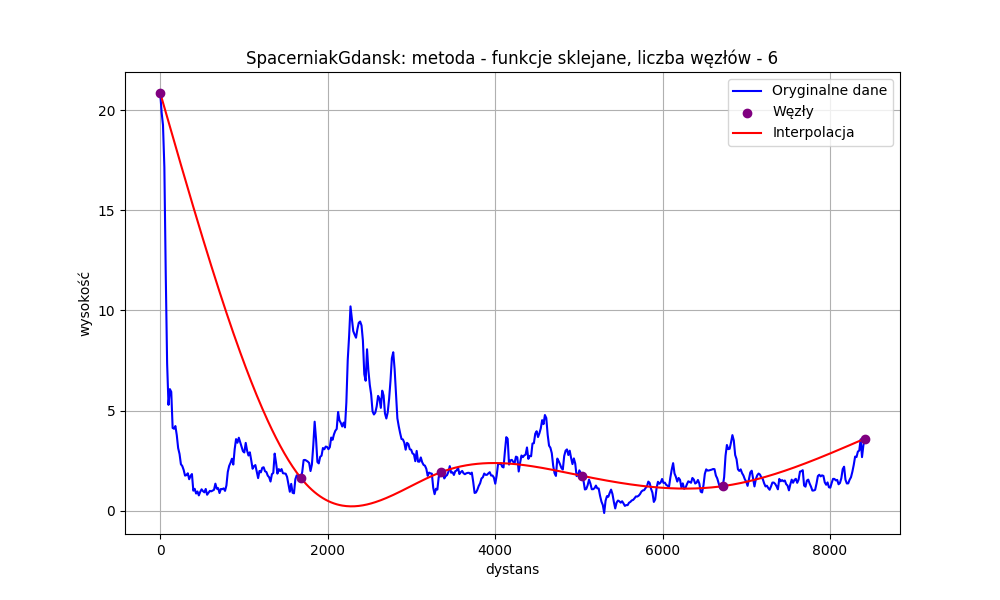 SpacerniakGdansk: metoda - funkcje sklejane, liczba węzłów - 6
Oryginalne dane
Węzły
Interpolacja
20
15
10
5
0
wysokość
0 2000 4000 6000 8000
dystans